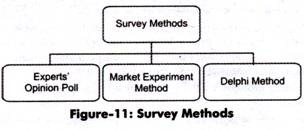 Survey Methods
Experts'
Opinion Poll
Market Experiment
Method
Delphi Method
Figure-11: Survey Methods